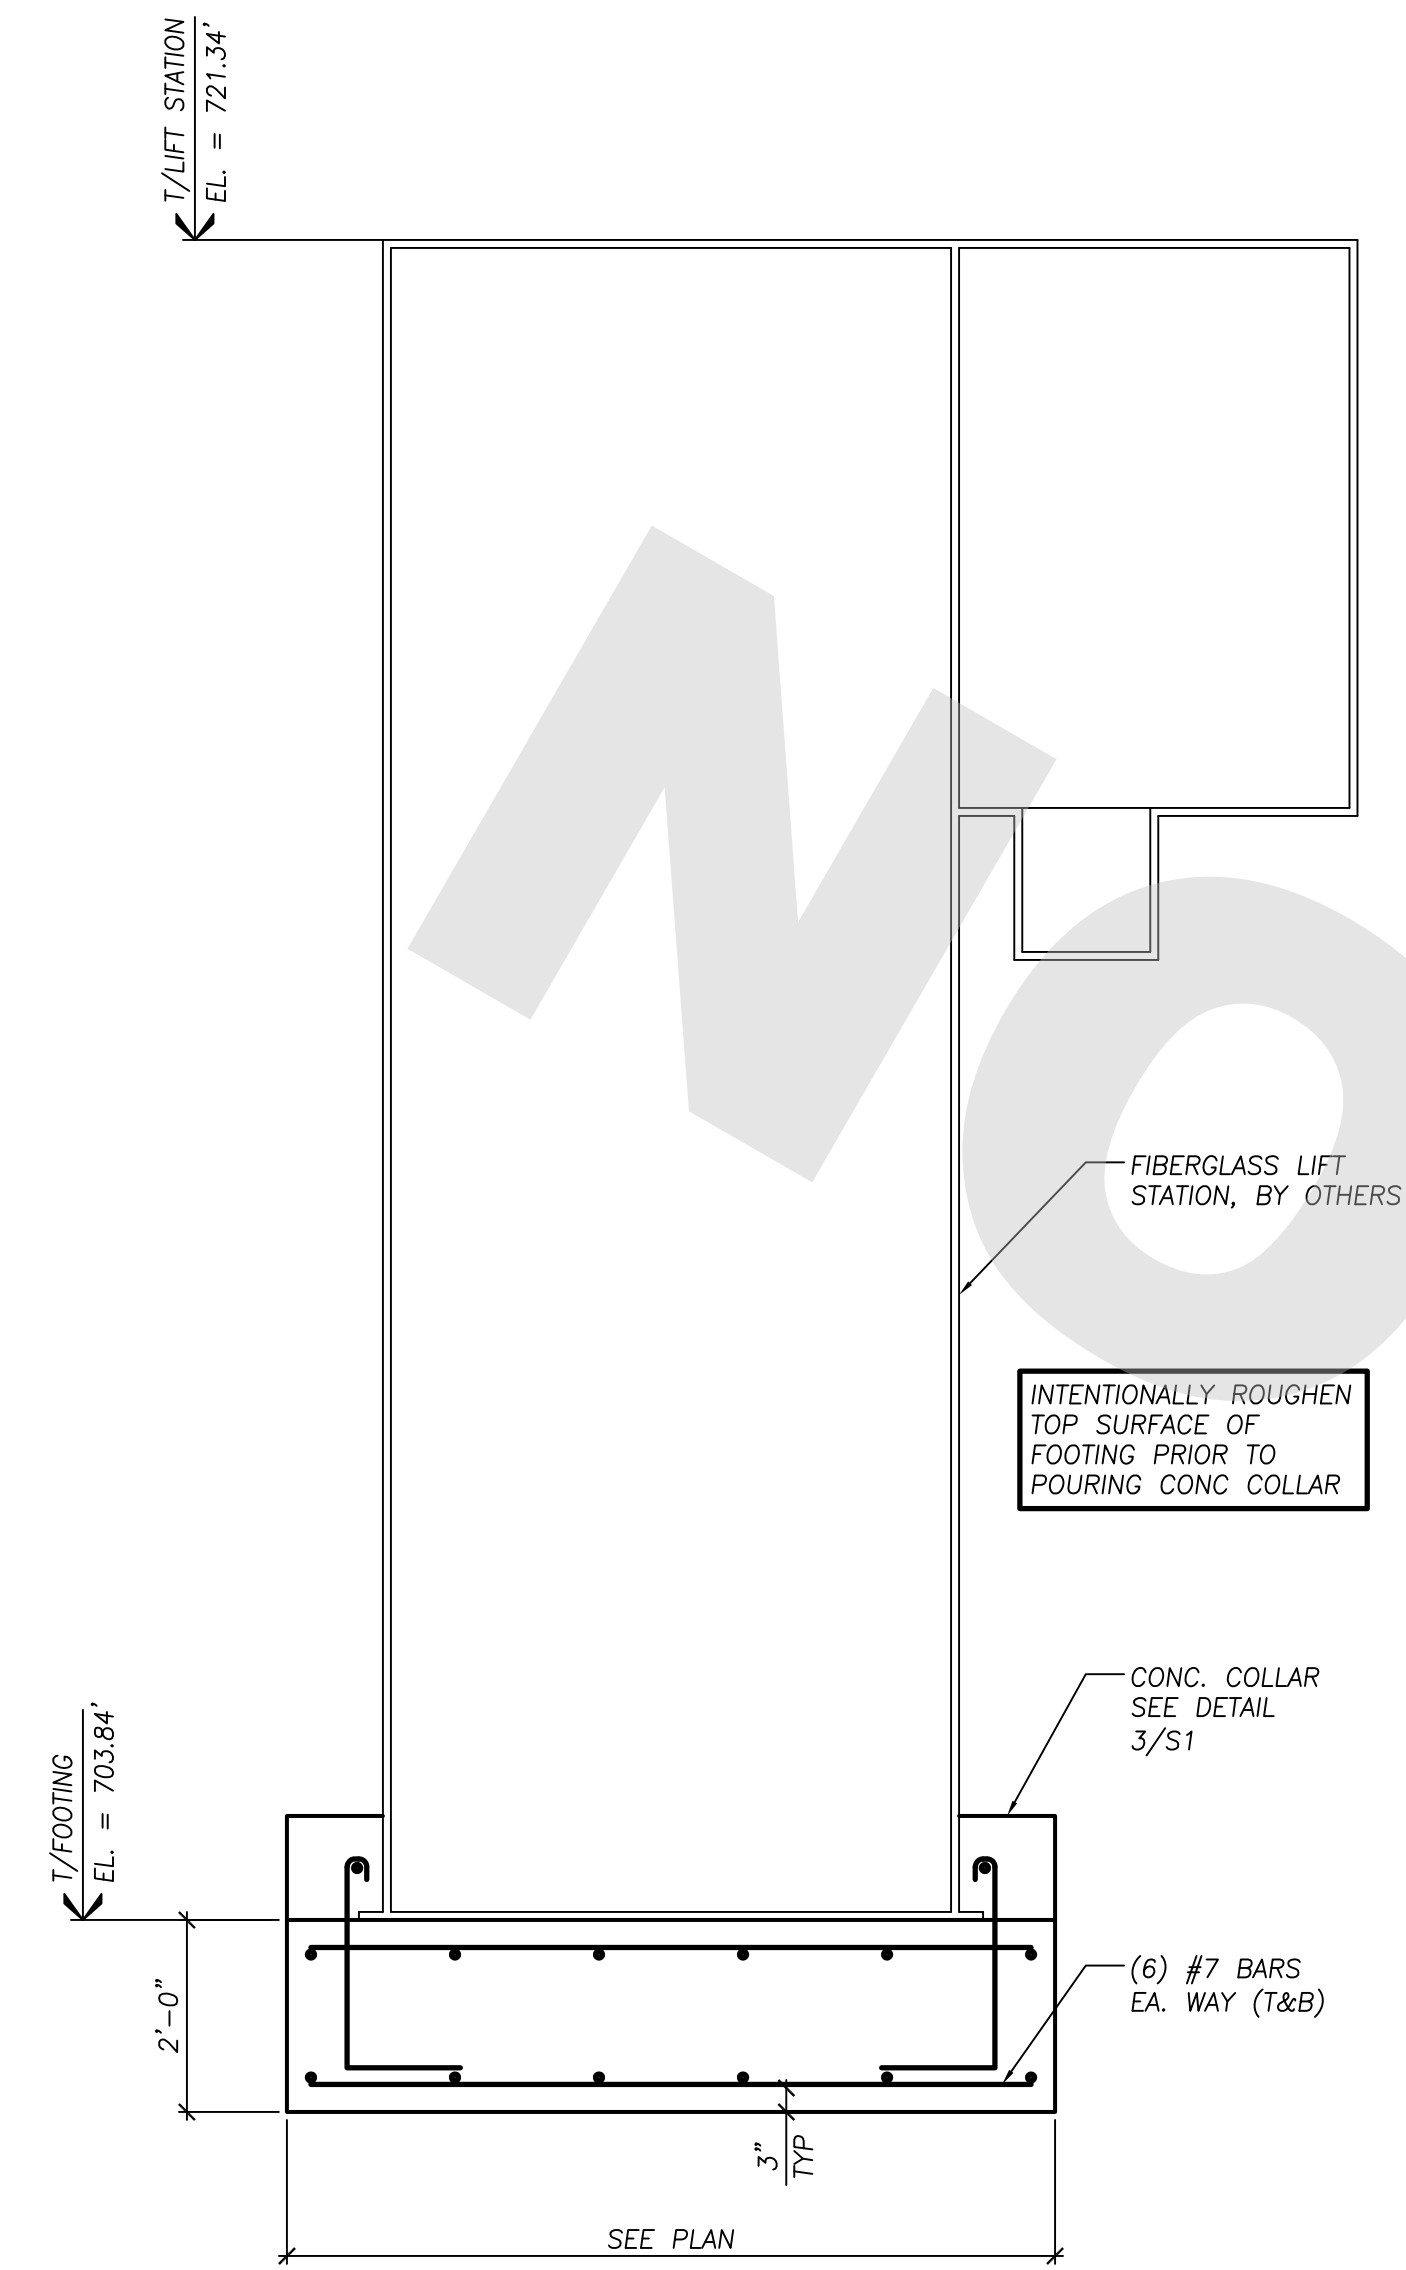 T/LIFT STATION
EL. = 721.34'
NO
FIBERGLASS LIFT
STATION, BY OTHERS
INTENTIONALLY ROUGHEN
TOP SURFACE OF
FOOTING PRIOR TO
POURING CONC COLLAR
CONC. COLLAR
SEE DETAIL
3/S1
T/FOOTING
EL. = 703.84'
2'-0"
(6) #7 BARS
EA. WAY (T&B)
3"
TYP
SEE PLAN